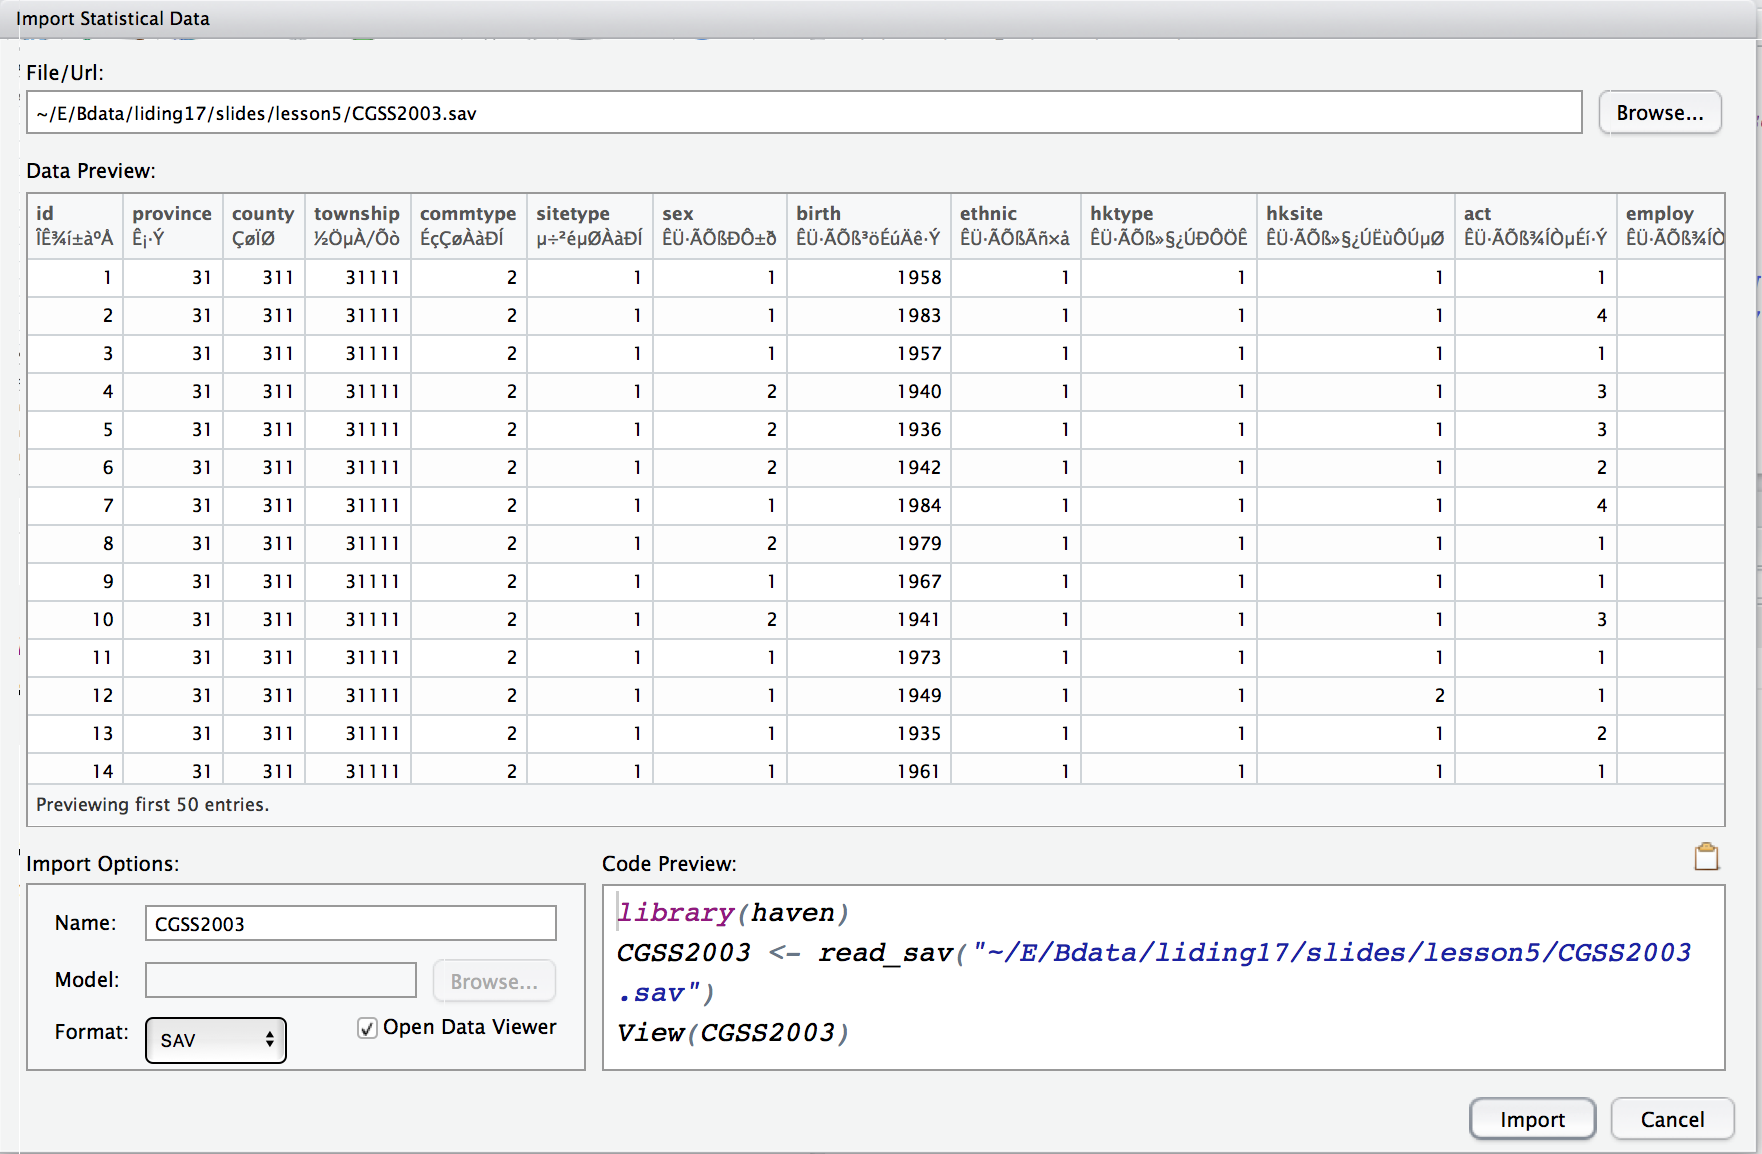 Import Statistical Data
File/Url:
~/E/Bdata/liding17/slides/lesson5/CGSS2003.sav Browse...
Data Preview:
id province county township commtype sitetype sex birth ethnic hktype hksite act employ
ÎÊ¾í±àºÅ Ê¡·Ý ÇøÏØ ½ÖµÀ/Õò ÉçÇøÀàÐÍ µ÷²éµØÀàÐÍ ÊÜ·ÃÕßÐÔ±ð ÊÜ·ÃÕß³öÉúÄê·Ý ÊÜ·ÃÕßÃñ×å ÊÜ·ÃÕß»§¿ÚÐÔÖÊ ÊÜ·ÃÕß»§¿ÚËùÔÚµØ ÊÜ·ÃÕß¾ÍÒµÉí·Ý ÊÜ·ÃÕß¾ÍÒ
1 31 311 31111 2 1 1 1958 1 1 1 1
2 31 311 31111 2 1 1 1983 1 1 1 4
3 31 311 31111 2 1 1 1957 1 1 1 1
4 31 311 31111 2 1 2 1940 1 1 1 3
5 31 311 31111 2 1 2 1936 1 1 1 3
6 31 311 31111 2 1 2 1942 1 1 1 2
7 31 311 31111 2 1 1 1984 1 1 1 4
8 31 311 31111 2 1 2 1979 1 1 1 1
9 31 311 31111 2 1 1 1967 1 1 1 1
10 31 311 31111 2 1 2 1941 1 1 1 3
11 31 311 31111 2 1 1 1973 1 1 1 1
12 31 311 31111 2 1 1 1949 1 1 2 1
13 31 311 31111 2 1 1 1935 1 1 1 2
14 31 311 31111 2 1 1 1961 1 1 1 1
Previewing first 50 entries.
Import Options:
Name: CGSS2003
Model: Browse...
Format: SAV Open Data Viewer
Code Preview:
library(haven)
CGSS2003 <- read_sav("~/E/Bdata/liding17/slides/lesson5/CGSS2003
.sav")
View(CGSS2003)
Import Cancel